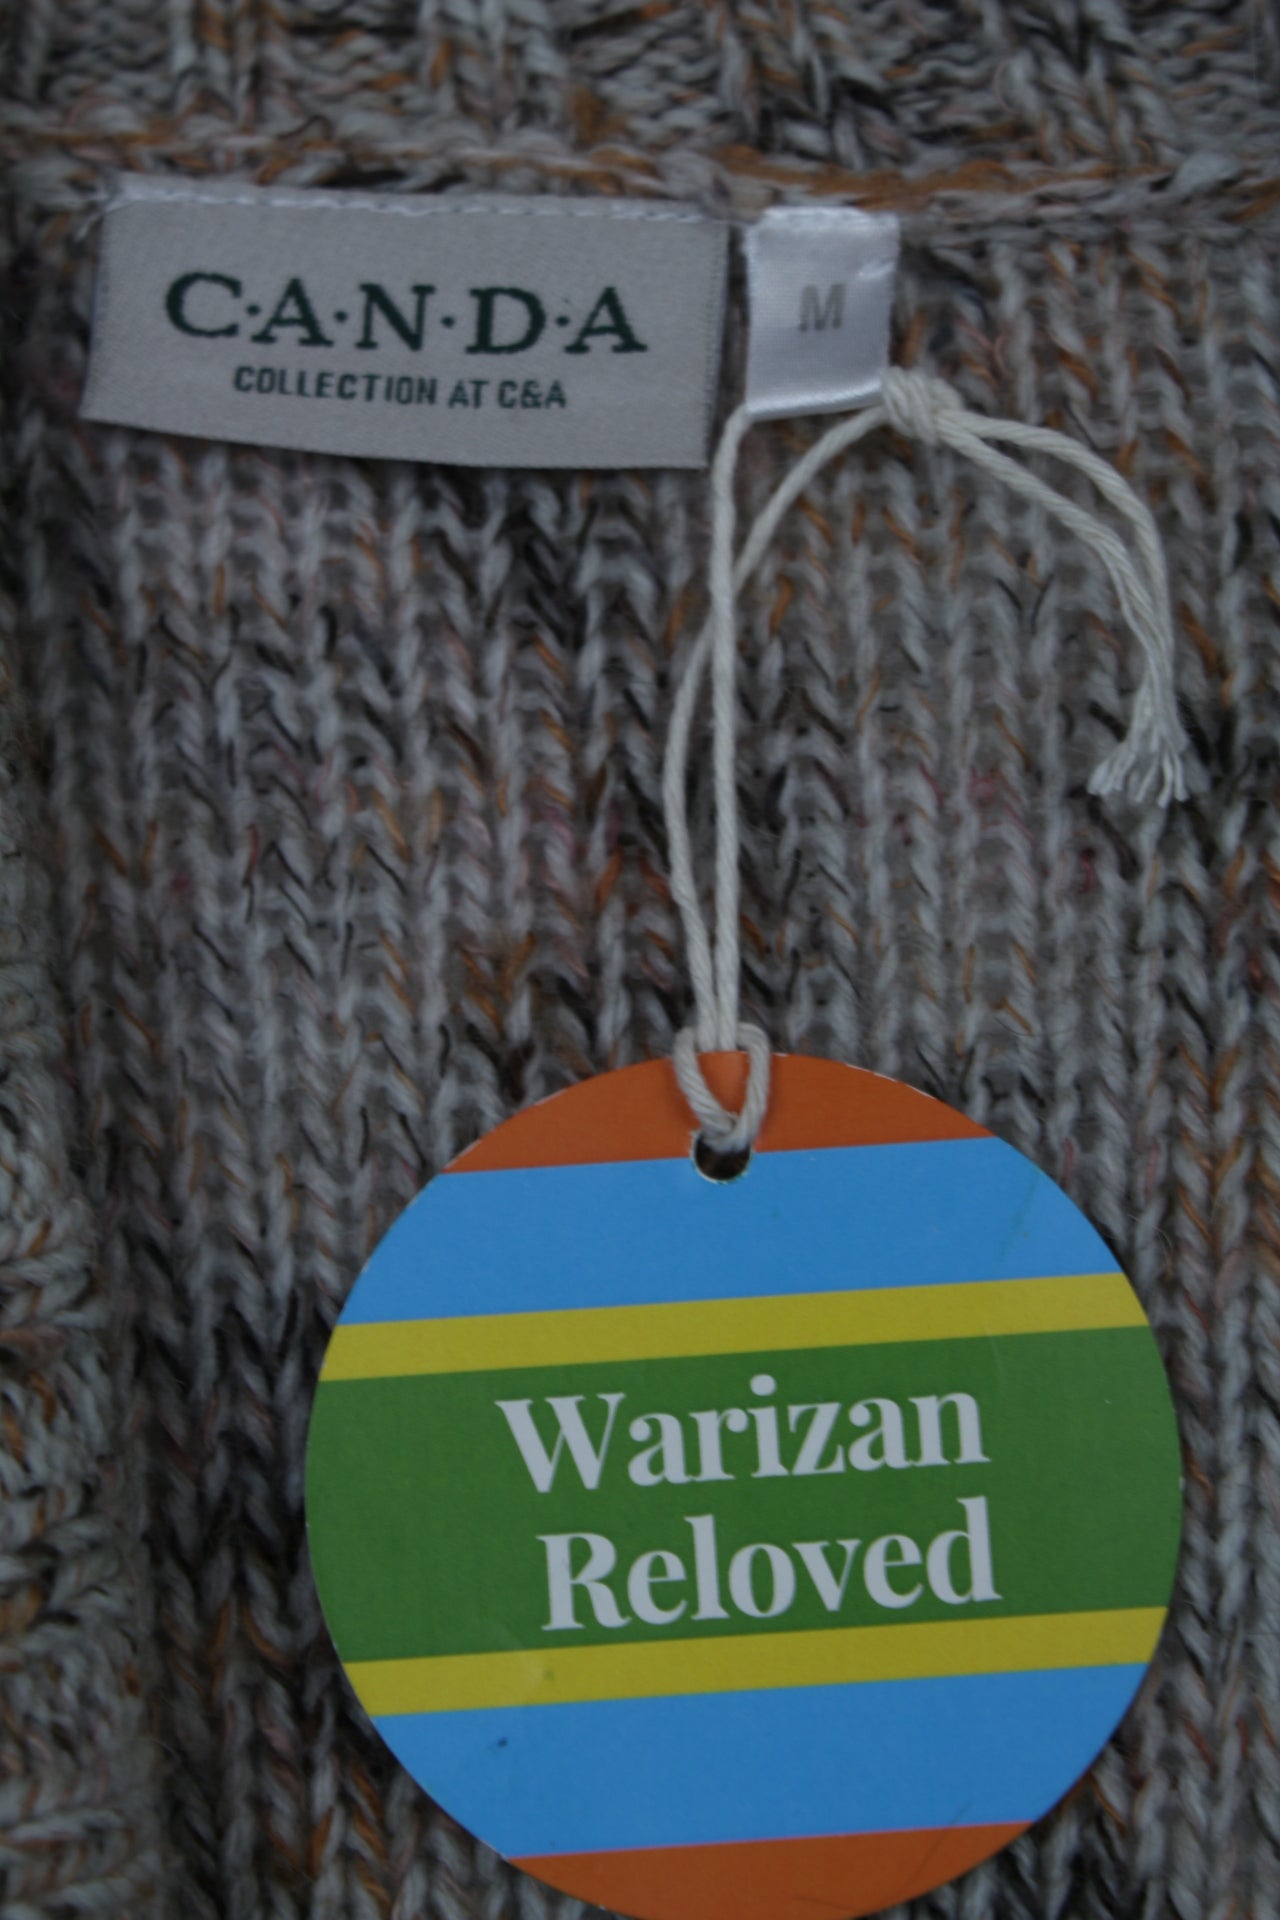 C·A·N·D·A
COLLECTION AT C&A
M
Warizan
Reloved